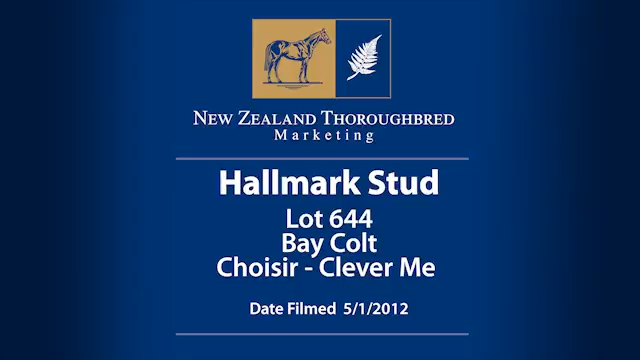 NEW ZEALAND THOROUGHBRED
Marketing
Hallmark Stud
Lot 644
Bay Colt
Choisir - Clever Me
Date Filmed 5/1/2012